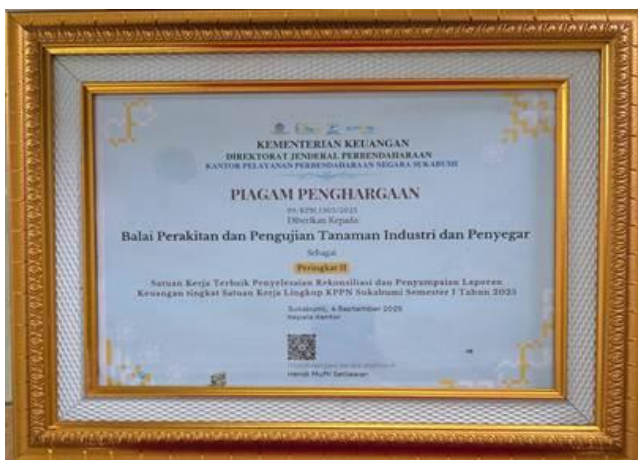 KEMENTERIAN KEUANGAN
DIREKTORAT JENDERAL PERBENDAHARAAN
KANTOR PELAYANAN PERBENDAHARAAN NEGARA SUKABUMI
PIAGAM PENGHARGAAN
Diberikan Kepada:
Balai Perakitan dan Pengujian Tanaman Industri dan Penyegar
Sebagai
Peringkat II
Satuan Kerja Terbaik Penyelesaian Rekonsiliasi dan Penyampaian Laporan
Keuangan tingkat Satuan Kerja Lingkup KPPN Sukabumi Semester I Tahun 2025
Sukabumi, 4 September 2025
Kepala Kantor
Setiawan